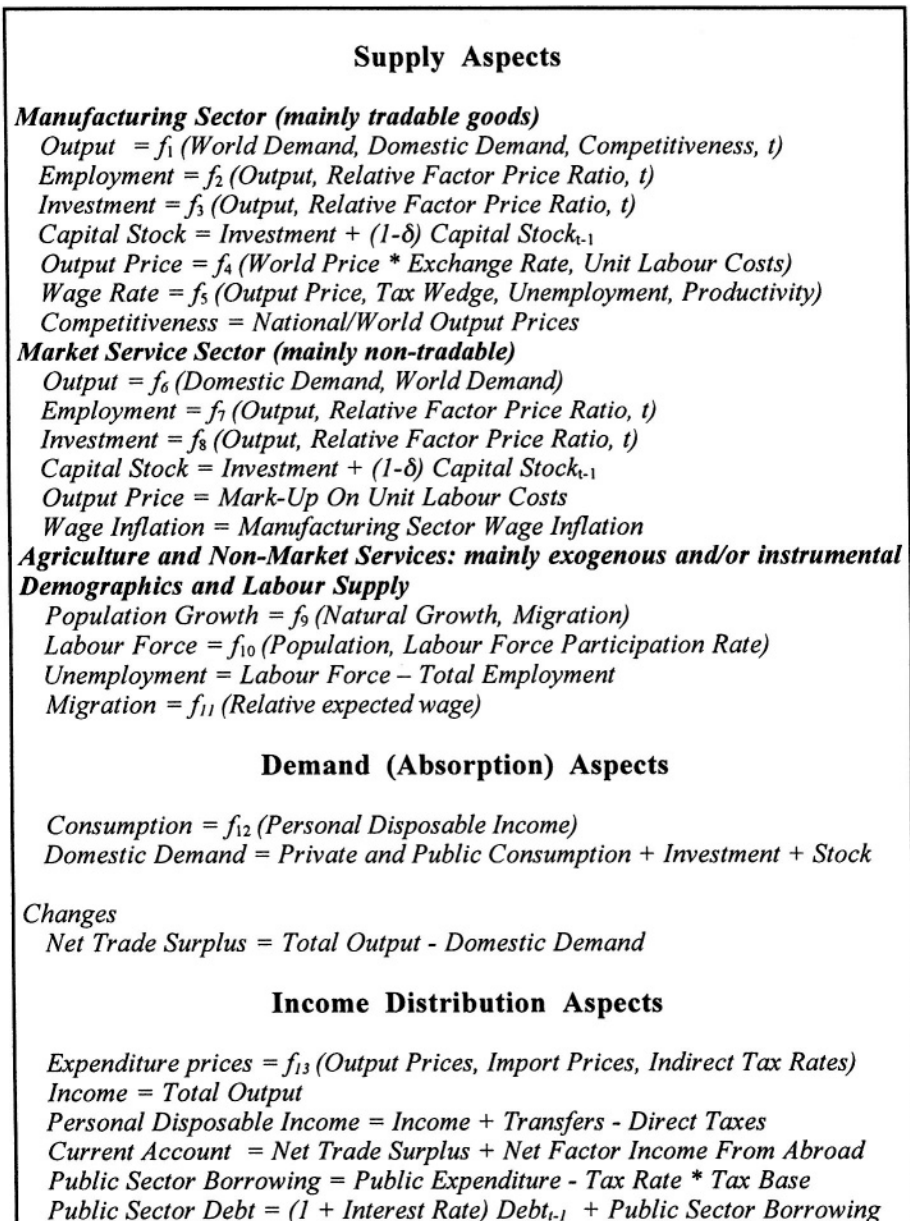 Supply Aspects
Manufacturing Sector (mainly tradable goods)
Output = f1 (World Demand, Domestic Demand, Competitiveness, t)
Employment = f2 (Output, Relative Factor Price Ratio, t)
Investment = f3 (Output, Relative Factor Price Ratio, t)
Capital Stock = Investment + (1-δ) Capital Stockt-1
Output Price = f4 (World Price * Exchange Rate, Unit Labour Costs)
Wage Rate = f5 (Output Price, Tax Wedge, Unemployment, Productivity)
Competitiveness = National/World Output Prices
Market Service Sector (mainly non-tradable)
Output = f6 (Domestic Demand, World Demand)
Employment = f7 (Output, Relative Factor Price Ratio, t)
Investment = f8 (Output, Relative Factor Price Ratio, t)
Capital Stock = Investment + (1-δ) Capital Stockt-1
Output Price = Mark-Up On Unit Labour Costs
Wage Inflation = Manufacturing Sector Wage Inflation
Agriculture and Non-Market Services: mainly exogenous and/or instrumental
Demographics and Labour Supply
Population Growth = f9 (Natural Growth, Migration)
Labour Force = f10 (Population, Labour Force Participation Rate)
Unemployment = Labour Force – Total Employment
Migration = f11 (Relative expected wage)
Demand (Absorption) Aspects
Consumption = f12 (Personal Disposable Income)
Domestic Demand = Private and Public Consumption + Investment + Stock
Changes
Net Trade Surplus = Total Output - Domestic Demand
Income Distribution Aspects
Expenditure prices = f13 (Output Prices, Import Prices, Indirect Tax Rates)
Income = Total Output
Personal Disposable Income = Income + Transfers - Direct Taxes
Current Account = Net Trade Surplus + Net Factor Income From Abroad
Public Sector Borrowing = Public Expenditure - Tax Rate * Tax Base
Public Sector Debt = (1 + Interest Rate) Debtt-1 + Public Sector Borrowing